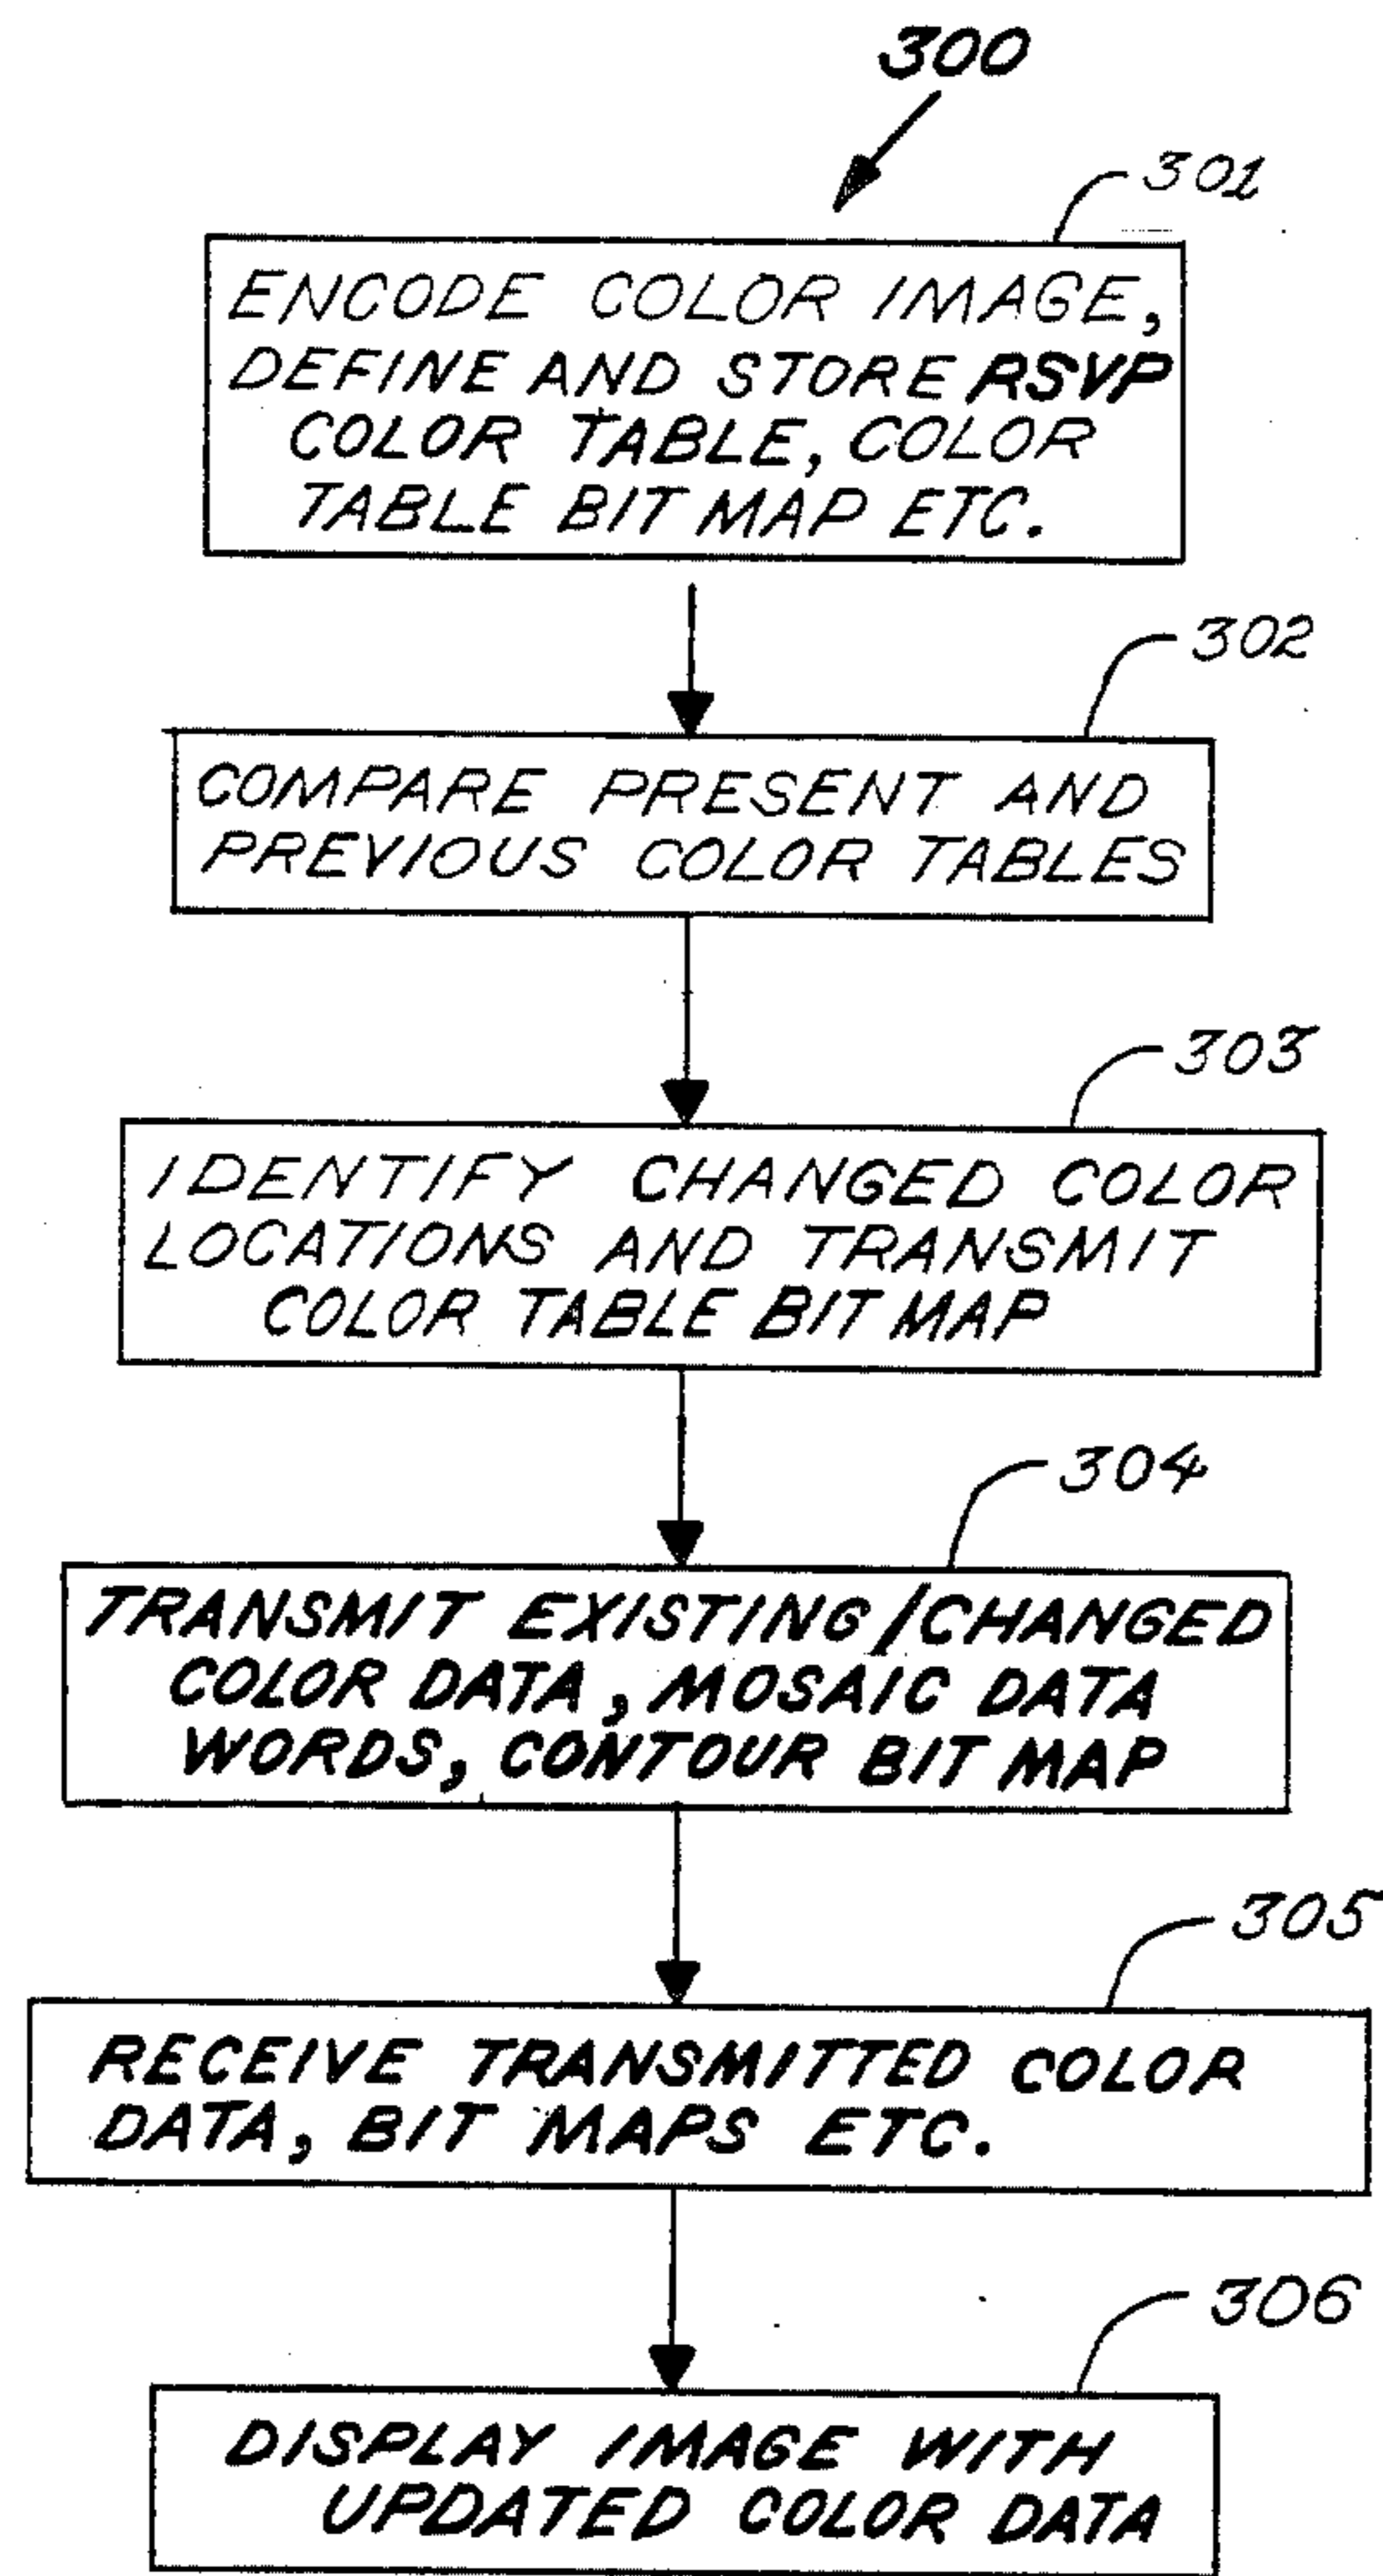 300
301
ENCODE COLOR IMAGE,
DEFINE AND STORE RSVP
COLOR TABLE, COLOR
TABLE BIT MAP ETC.
302
COMPARE PRESENT AND
PREVIOUS COLOR TABLES
303
IDENTIFY CHANGED COLOR
LOCATIONS AND TRANSMIT
COLOR TABLE BIT MAP
304
TRANSMIT EXISTING/CHANGED
COLOR DATA, MOSAIC DATA
WORDS, CONTOUR BIT MAP
305
RECEIVE TRANSMITTED COLOR
DATA, BIT MAPS ETC.
306
DISPLAY IMAGE WITH
UPDATED COLOR DATA